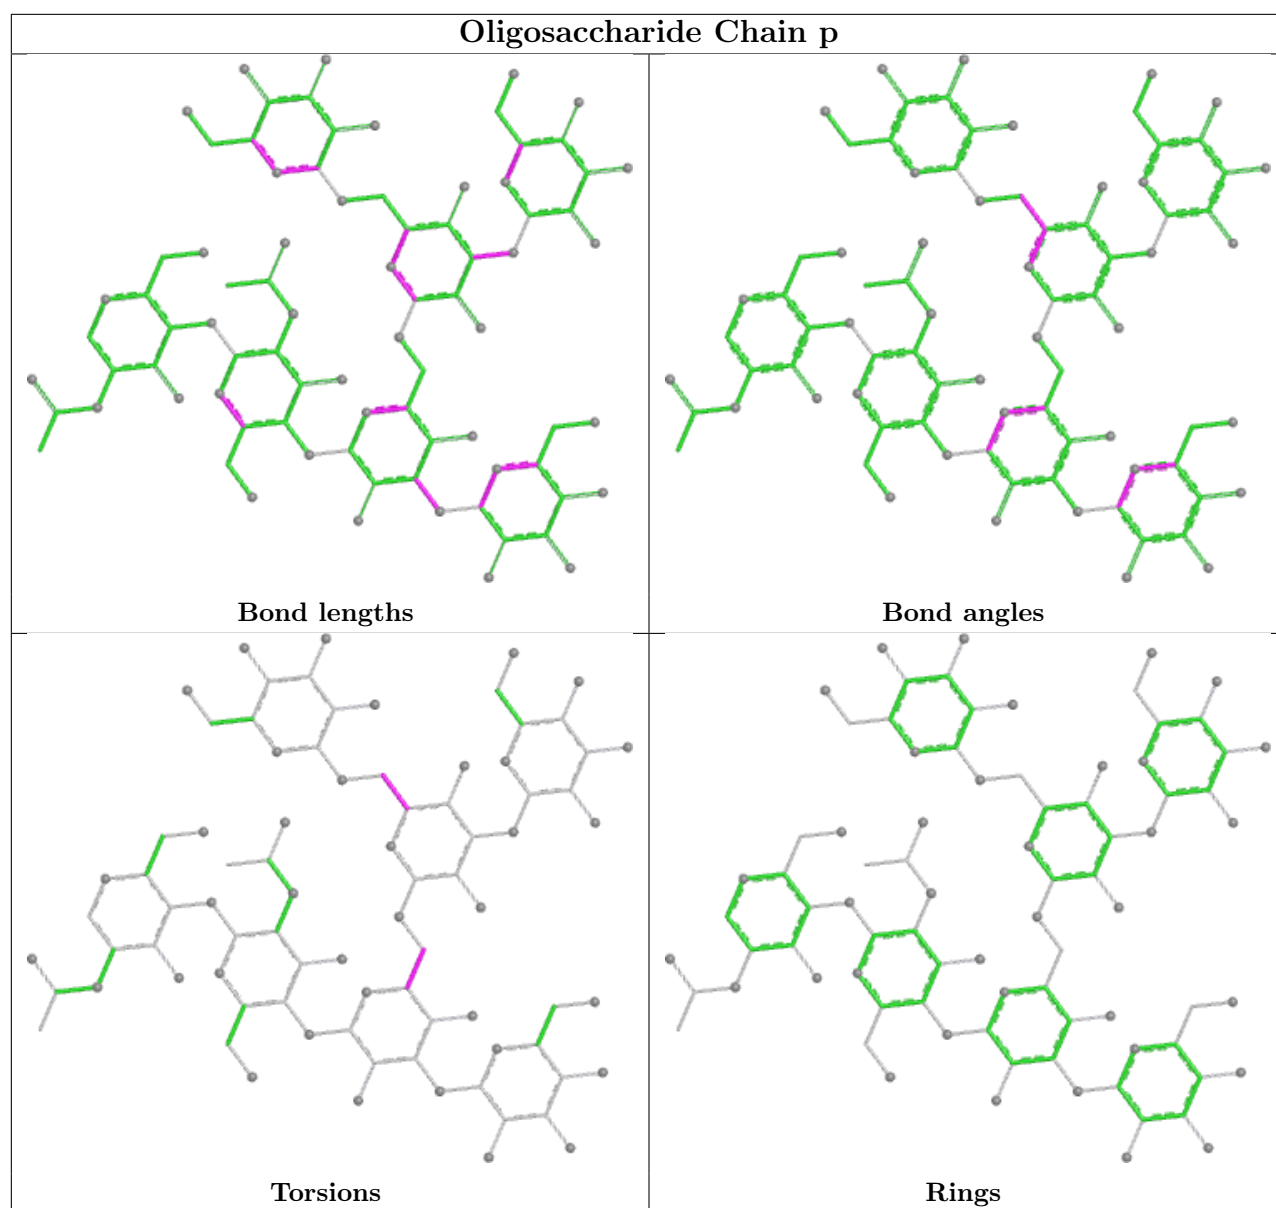 Oligosaccharide Chain p
Bond lengths
Bond angles
Torsions
Rings